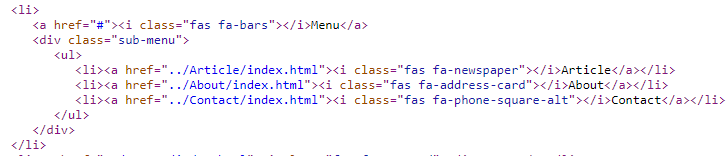 <li>
<a href="#"><i class="fas fa-bars"></i>Menu</a>
<div class="sub-menu">
<ul>
<li><a href="../Article/index.html"><i class="fas fa-newspaper"></i>Article</a></li>
<li><a href="../About/index.html"><i class="fas fa-address-card"></i>About</a></li>
<li><a href="../Contact/index.html"><i class="fas fa-phone-square-alt"></i>Contact</a></li>
</ul>
</div>
</li>